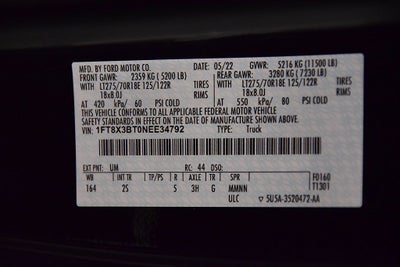 MFD. BY FORD MOTOR CO. 05/22 GVWR: 5216 KG (11500 LB)
FRONT GAWR: 2359 KG (5200 LB) REAR GAWR: 3280 KG (7230 LB)
WITH LT275/70R18E 125/122R TIRES WITH LT275/70R18E 125/122R TIRES
18x8.0J RIMS 18x8.0J RIMS
AT 420 kPa/ 60 PSI COLD AT 550 kPa/ 80 PSI COLD
THIS VEHICLE CONFORMS TO ALL APPLICABLE FEDERAL MOTOR VEHICLE
SAFETY STANDARDS IN EFFECT ON THE DATE OF MANUFACTURE SHOWN ABOVE.
VIN: 1FT8X3BT0NEE34792 TYPE: Truck
EXT PNT: UM RC: 44 DSO:
WB INT TR TP/PS R AXLE TR SPR F0160
164 2S 5 3H G MMNN T1301
ULC ▽ 5U5A-3520472-AA